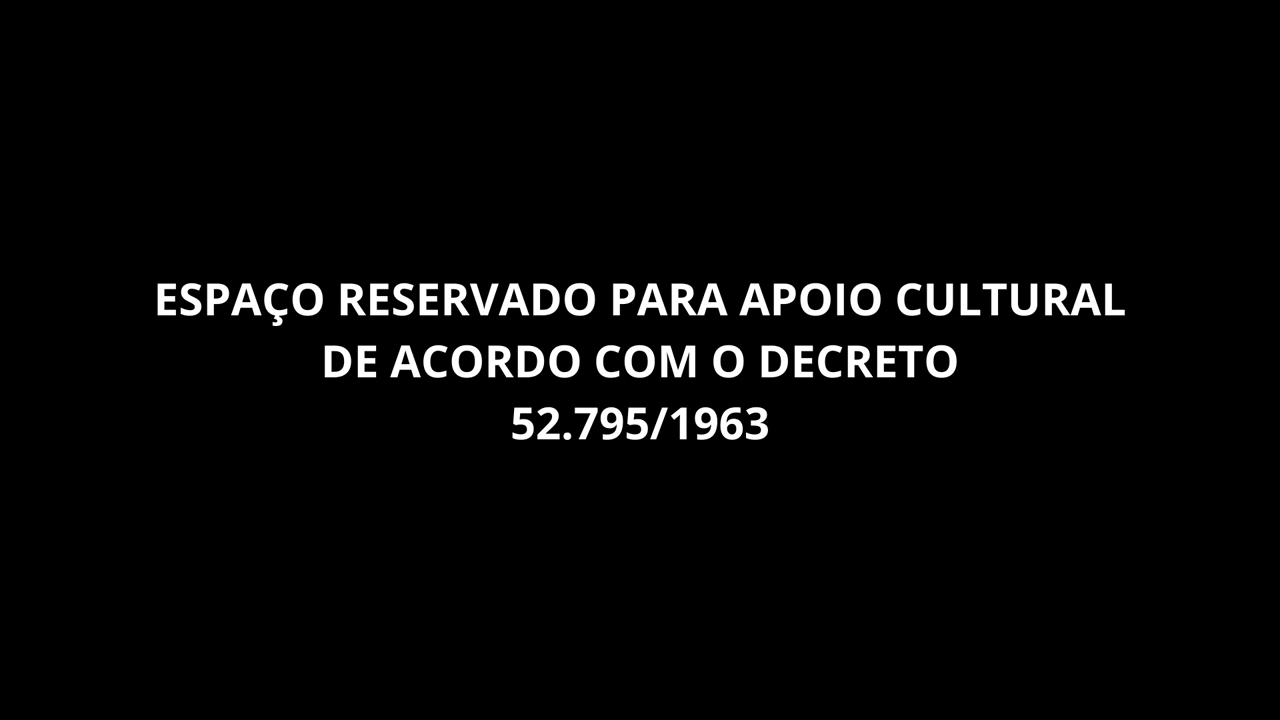 ESPAÇO RESERVADO PARA APOIO CULTURAL
DE ACORDO COM O DECRETO
52.795/1963